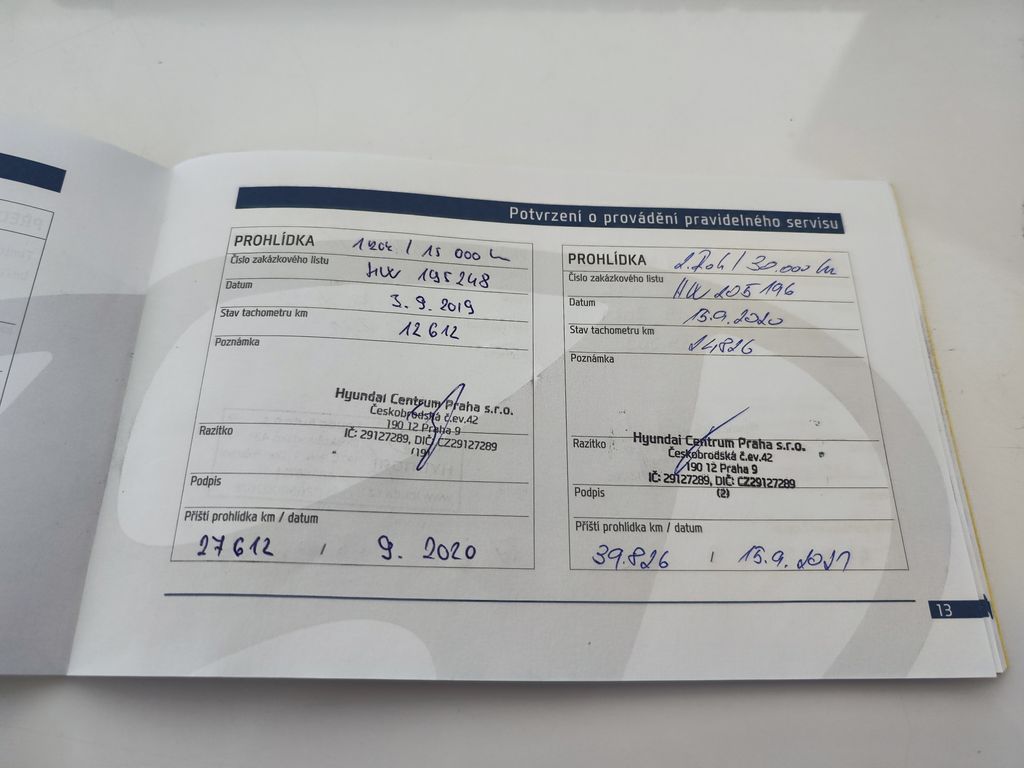 Potvrzení o provádění pravidelného servisu
PROHLÍDKA 1 rok / 15 000 km
Číslo zakázkového listu HW 195248
Datum 3. 9. 2019
Stav tachometru km 12 612
Poznámka
Hyundai Centrum Praha s.r.o.
Českobrodská č.ev.42
190 12 Praha 9
Razítko IČ: 29127289, DIČ: CZ29127289
(19)
Podpis
Příští prohlídka km / datum
27 612 / 9. 2020
PROHLÍDKA 2. Rok / 30.000 km
Číslo zakázkového listu HW 205196
Datum 15.9.2020
Stav tachometru km 24826
Poznámka
Razítko Hyundai Centrum Praha s.r.o.
Českobrodská č.ev.42
190 12 Praha 9
IČ: 29127289, DIČ: CZ29127289
Podpis (2)
Příští prohlídka km / datum
39.826 / 15.9.2021
13